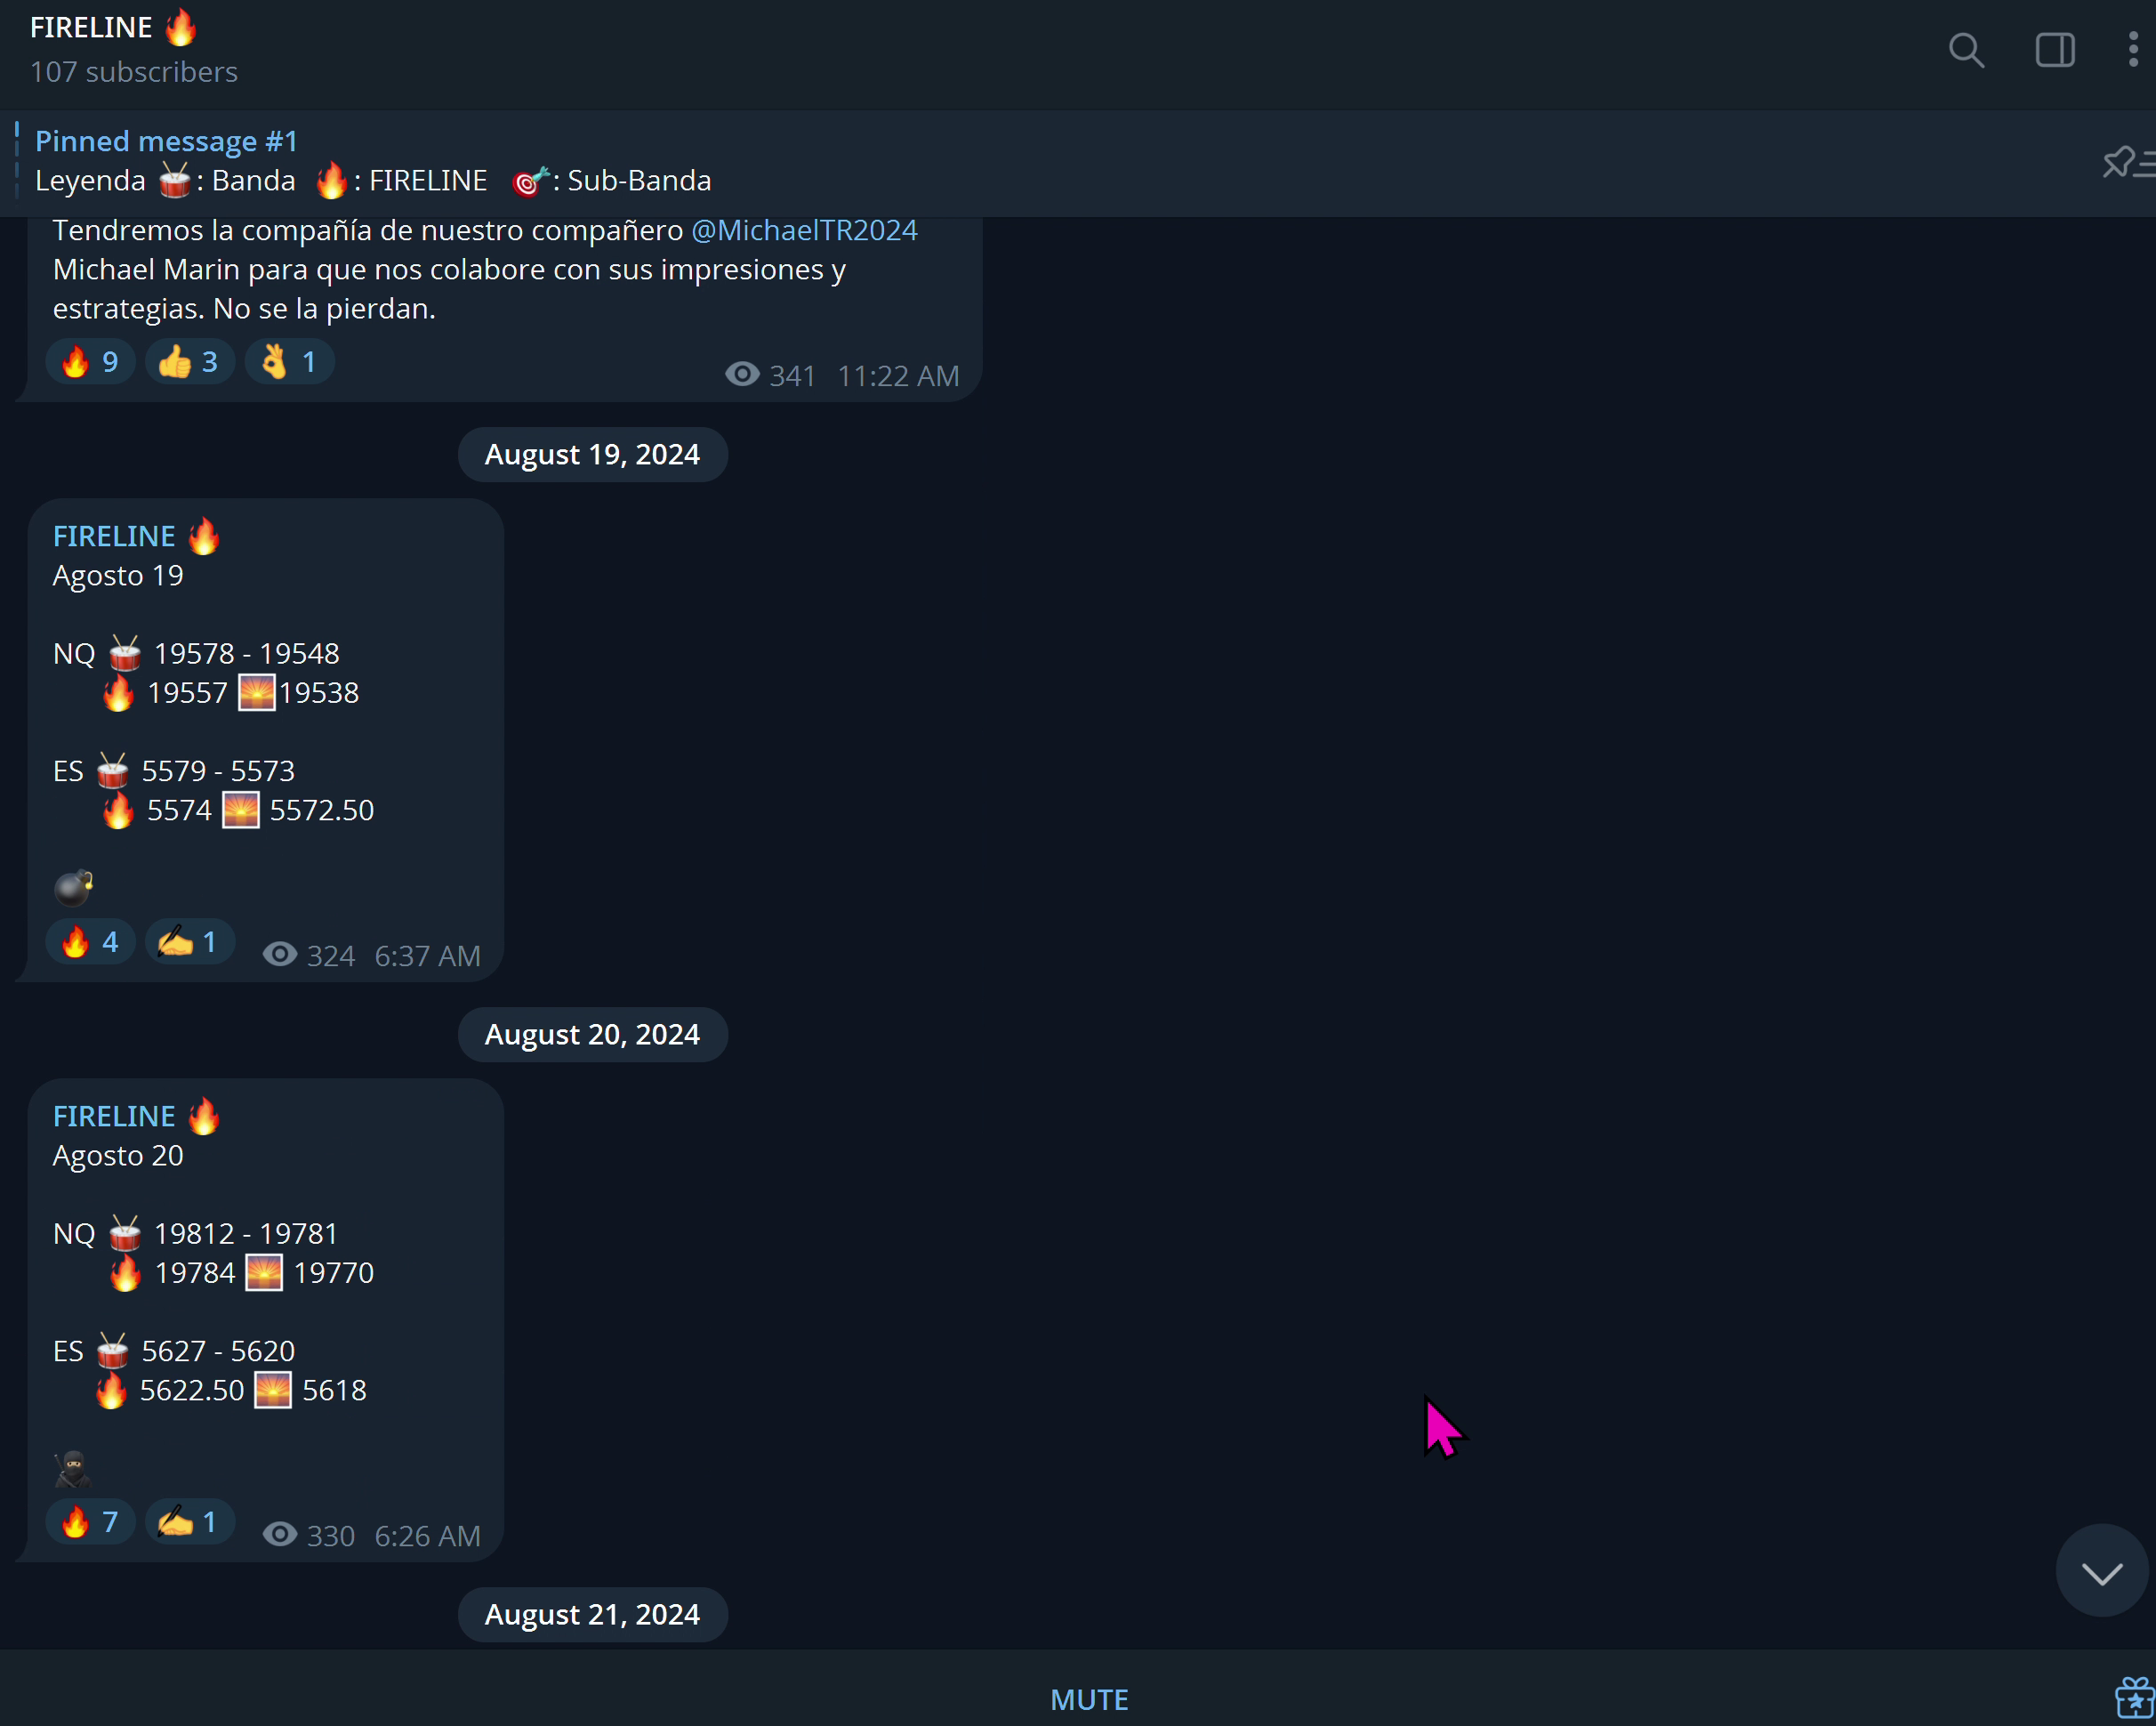 FIRELINE 🔥
107 subscribers
Pinned message #1
Leyenda 🥁: Banda 🔥: FIRELINE 🎯: Sub-Banda
Tendremos la compañía de nuestro compañero @MichaelTR2024
Michael Marin para que nos colabore con sus impresiones y
estrategias. No se la pierdan.
🔥 9 👍 3 👌 1
341 11:22 AM
August 19, 2024
FIRELINE 🔥
Agosto 19
NQ 🥁 19578 - 19548
🔥 19557 🌅19538
ES 🥁 5579 - 5573
🔥 5574 🌅 5572.50
💣
🔥 4 ✍️ 1 324 6:37 AM
August 20, 2024
FIRELINE 🔥
Agosto 20
NQ 🥁 19812 - 19781
🔥 19784 🌅 19770
ES 🥁 5627 - 5620
🔥 5622.50 🌅 5618
🥷
🔥 7 ✍️ 1 330 6:26 AM
August 21, 2024
MUTE